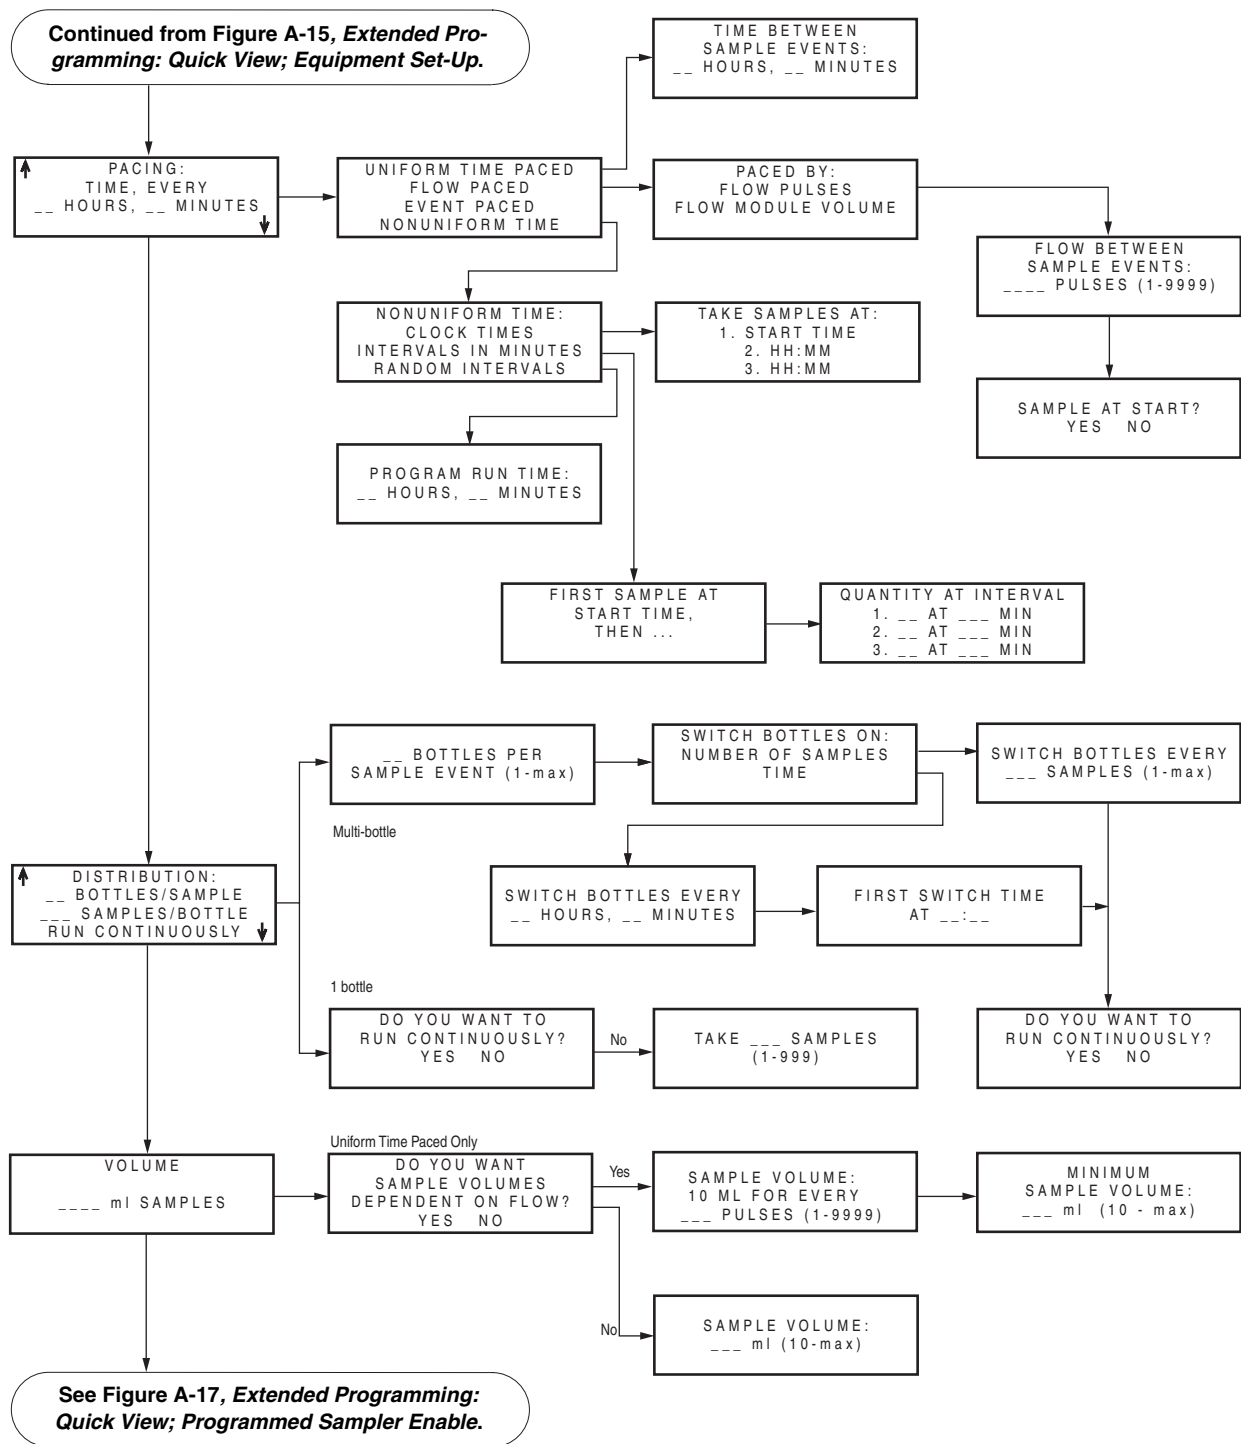 Continued from Figure A-15, Extended Pro-
gramming: Quick View; Equipment Set-Up.
TIME BETWEEN
SAMPLE EVENTS:
__ HOURS, __ MINUTES
PACING:
TIME, EVERY
__ HOURS, __ MINUTES
UNIFORM TIME PACED
FLOW PACED
EVENT PACED
NONUNIFORM TIME
PACED BY:
FLOW PULSES
FLOW MODULE VOLUME
FLOW BETWEEN
SAMPLE EVENTS:
____ PULSES (1-9999)
NONUNIFORM TIME:
CLOCK TIMES
INTERVALS IN MINUTES
RANDOM INTERVALS
TAKE SAMPLES AT:
1. START TIME
2. HH:MM
3. HH:MM
SAMPLE AT START?
YES NO
PROGRAM RUN TIME:
__ HOURS, __ MINUTES
FIRST SAMPLE AT
START TIME,
THEN ...
QUANTITY AT INTERVAL
1. __ AT ___ MIN
2. __ AT ___ MIN
3. __ AT ___ MIN
__ BOTTLES PER
SAMPLE EVENT (1-max)
SWITCH BOTTLES ON:
NUMBER OF SAMPLES
TIME
SWITCH BOTTLES EVERY
___ SAMPLES (1-max)
Multi-bottle
DISTRIBUTION:
__ BOTTLES/SAMPLE
___ SAMPLES/BOTTLE
RUN CONTINUOUSLY
SWITCH BOTTLES EVERY
__ HOURS, __ MINUTES
FIRST SWITCH TIME
AT __:__
1 bottle
DO YOU WANT TO
RUN CONTINUOUSLY?
YES NO
No
TAKE ___ SAMPLES
(1-999)
DO YOU WANT TO
RUN CONTINUOUSLY?
YES NO
Uniform Time Paced Only
VOLUME
____ ml SAMPLES
DO YOU WANT
SAMPLE VOLUMES
DEPENDENT ON FLOW?
YES NO
Yes
SAMPLE VOLUME:
10 ML FOR EVERY
___ PULSES (1-9999)
MINIMUM
SAMPLE VOLUME:
___ ml (10 - max)
No
SAMPLE VOLUME:
___ ml (10-max)
See Figure A-17, Extended Programming:
Quick View; Programmed Sampler Enable.